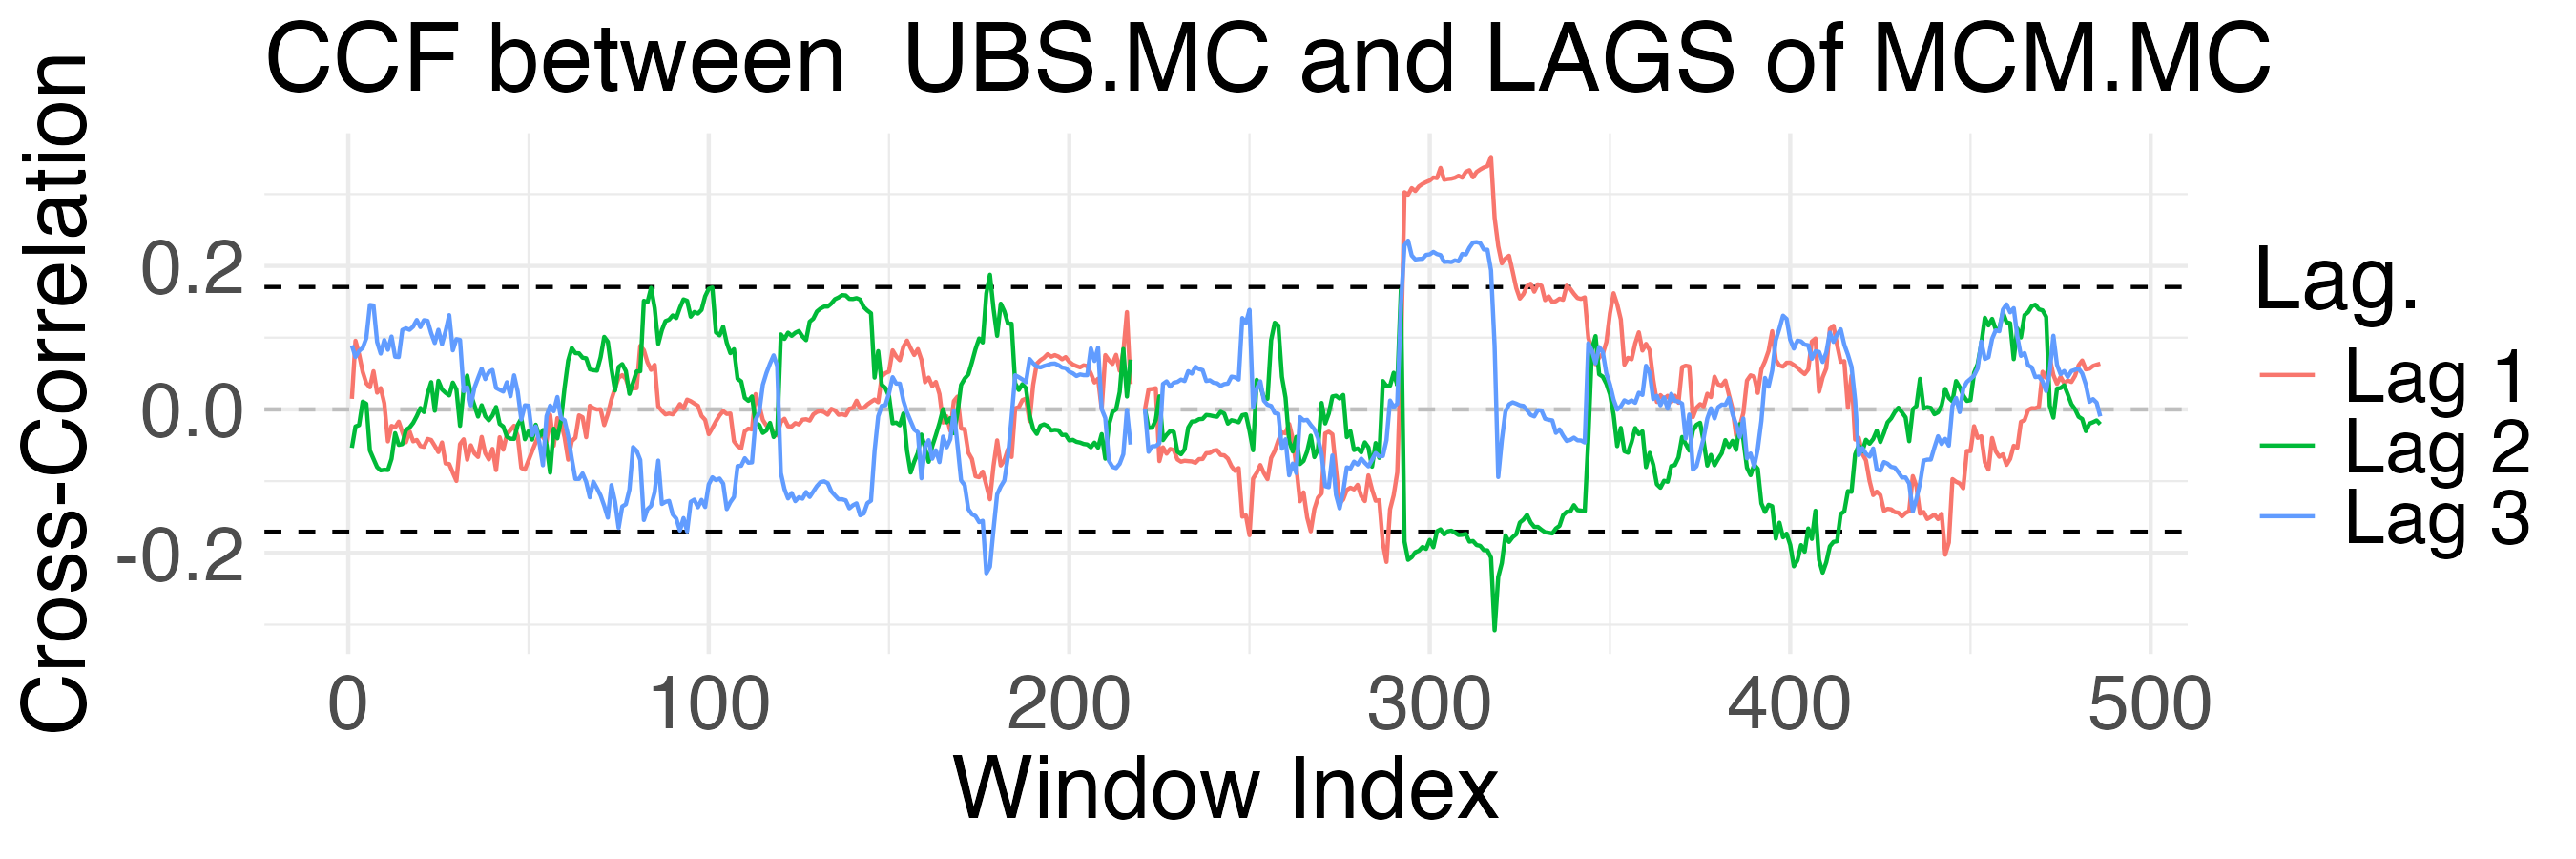 CCF between  UBS.MC and LAGS of MCM.MC
Cross-Correlation
0.2
0.0
-0.2
0 100 200 300 400 500
Window Index
Lag.
Lag 1
Lag 2
Lag 3